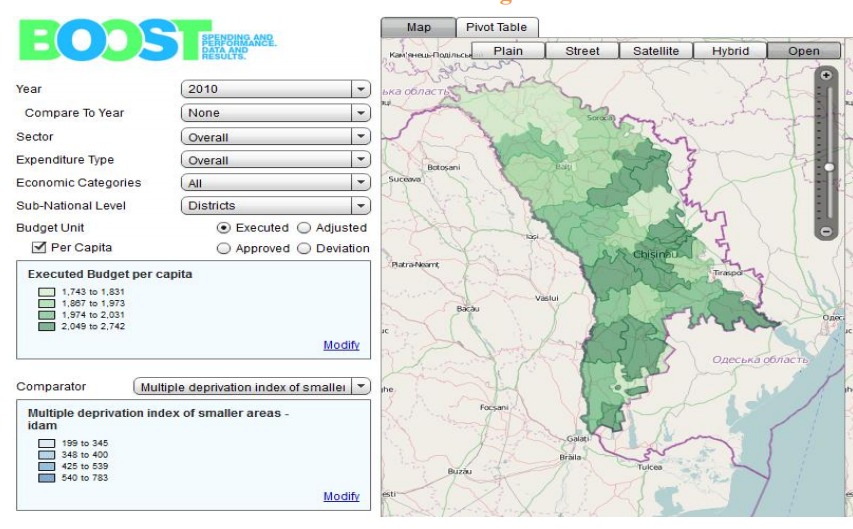 BOOST
SPENDING AND
PERFORMANCE.
DATA AND
RESULTS.
Year
2010
Compare To Year
None
Sector
Overall
Expenditure Type
Overall
Economic Categories
All
Sub-National Level
Districts
Budget Unit
Executed
Adjusted
Per Capita
Approved
Deviation
Executed Budget per capita
1,743 to 1,831
1,867 to 1,973
1,974 to 2,031
2,049 to 2,742
Modify
Comparator
Multiple deprivation index of smaller
Multiple deprivation index of smaller areas -
idam
199 to 345
348 to 400
425 to 539
540 to 783
Modify
Map
Pivot Table
Plain
Street
Satellite
Hybrid
Open
ька область
Soroca
Botoșani
Bălți
Suceava
Iași
Chișinău
Piatra-Neamț
Tiraspol
Vaslui
Bacău
Одеська область
Focșani
Galați
Brăila
Tulcea
Buzău